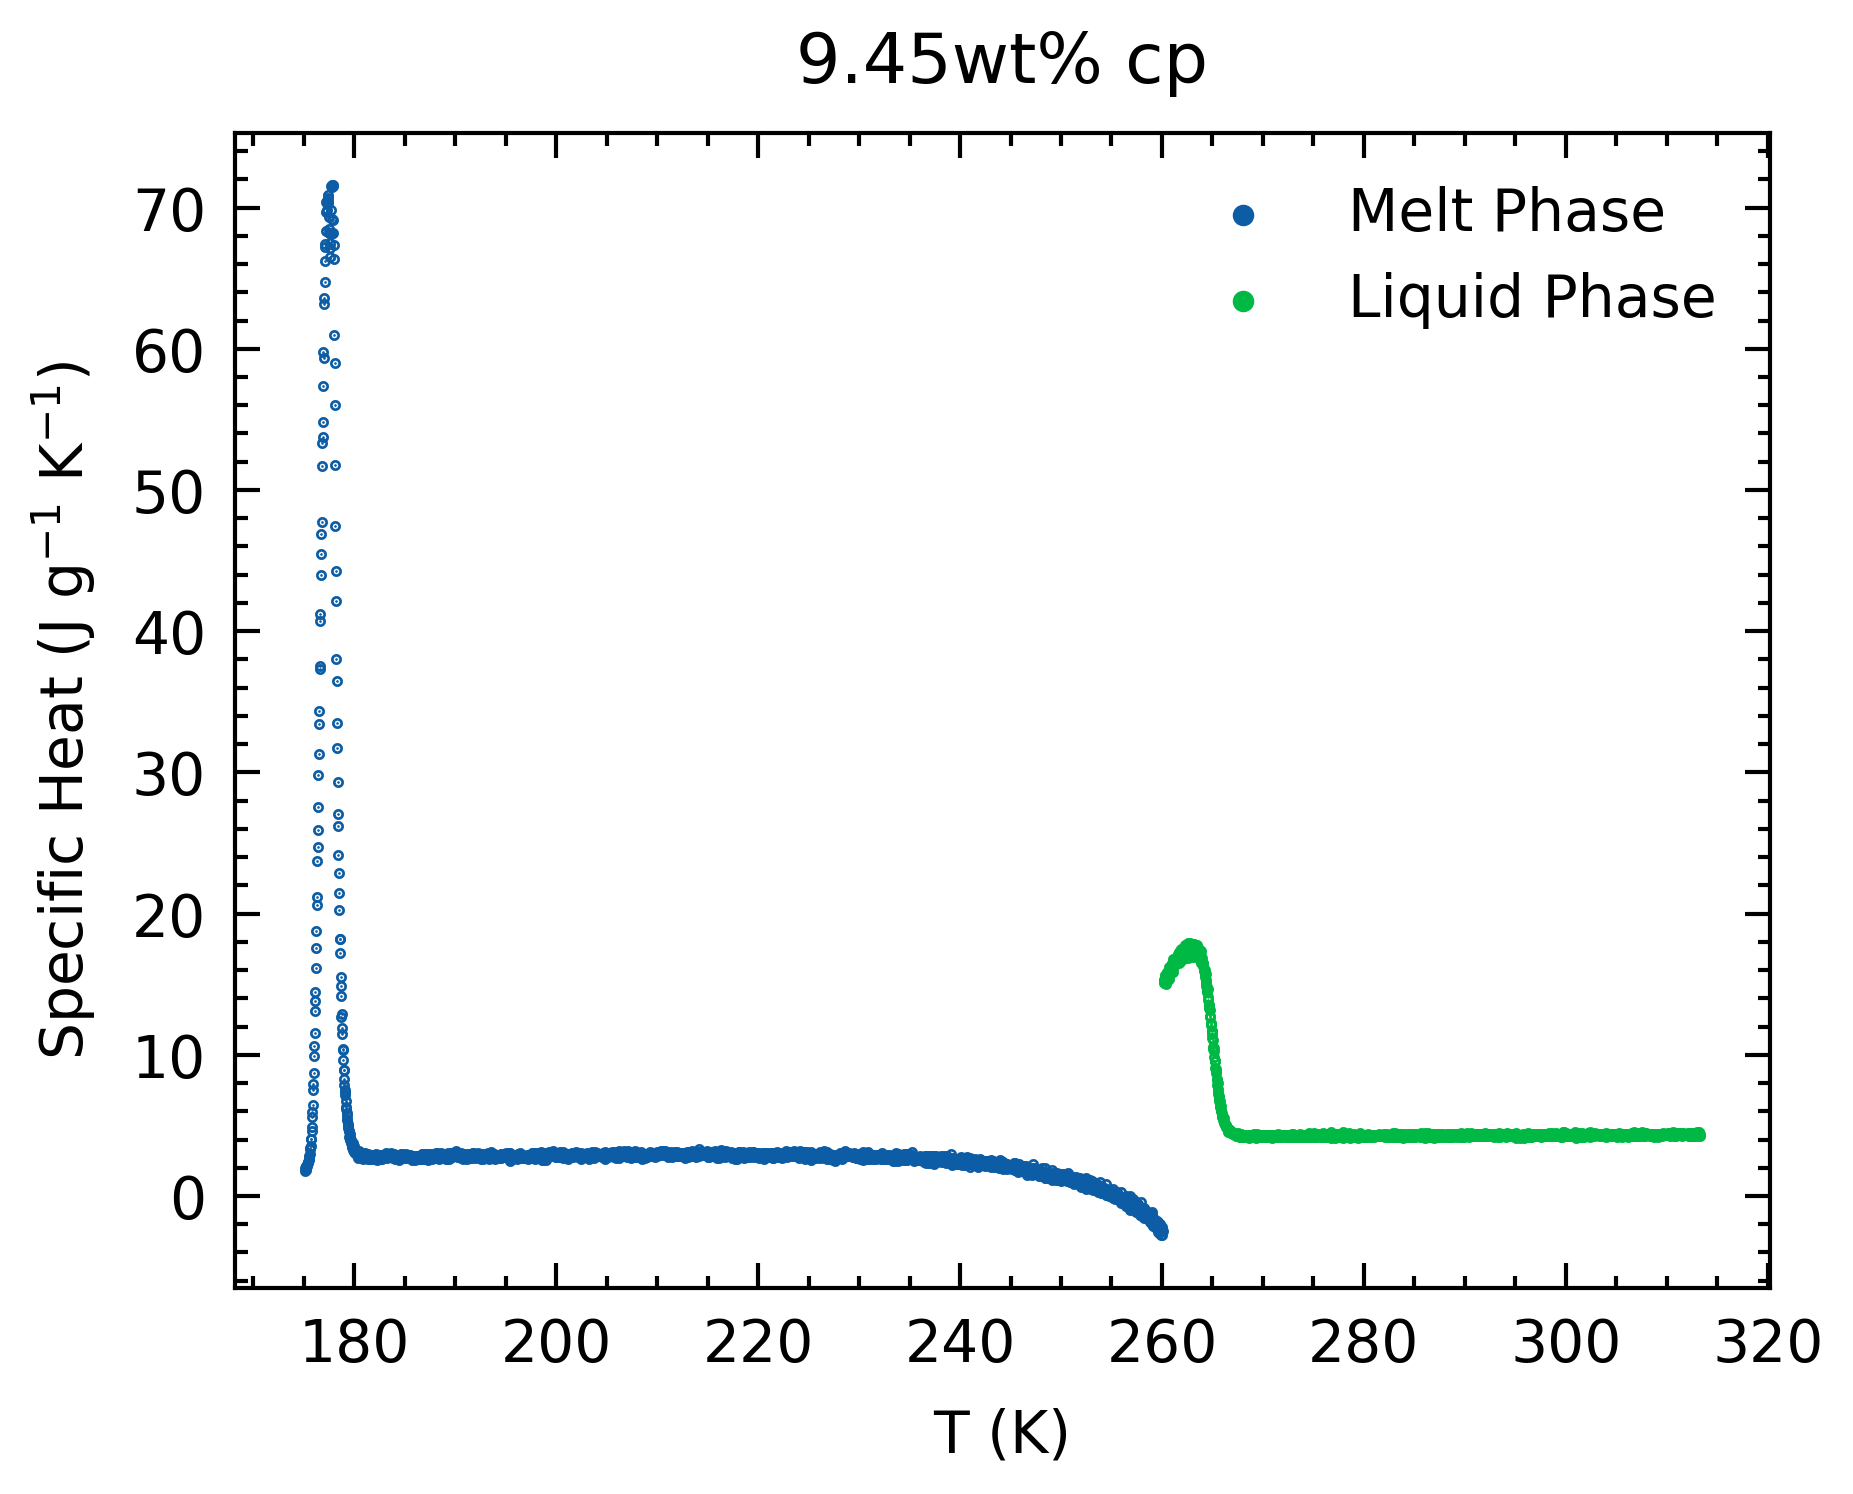 9.45wt% cp
Melt Phase
Liquid Phase
Specific Heat (J g⁻¹ K⁻¹)
70
60
50
40
30
20
10
0
180 200 220 240 260 280 300 320
T (K)